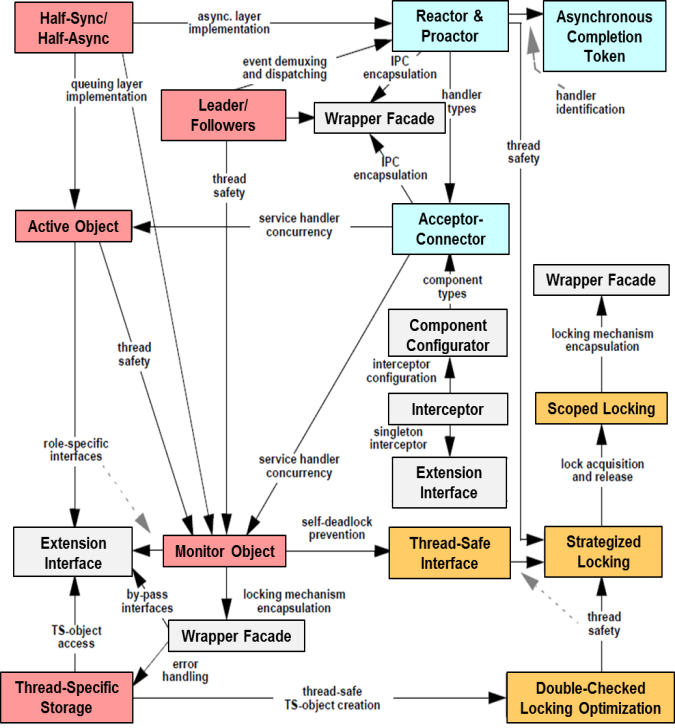 Half-Sync/
Half-Async
async. layer
implementation
Reactor &
Proactor
Asynchronous
Completion
Token
queuing layer
implementation
event demuxing
and dispatching
IPC
encapsulation
handler
types
handler
identification
Leader/
Followers
Wrapper Facade
thread
safety
thread
safety
IPC
encapsulation
Active Object
service handler
concurrency
Acceptor-
Connector
component
types
Wrapper Facade
Component
Configurator
locking mechanism
encapsulation
thread
safety
interceptor
configuration
Interceptor
Scoped Locking
singleton
interceptor
role-specific
interfaces
service handler
concurrency
Extension
Interface
lock acquisition
and release
self-deadlock
prevention
Extension
Interface
Monitor Object
Thread-Safe
Interface
Strategized
Locking
by-pass
interfaces
locking mechanism
encapsulation
TS-object
access
Wrapper Facade
thread
safety
error
handling
Thread-Specific
Storage
thread-safe
TS-object creation
Double-Checked
Locking Optimization